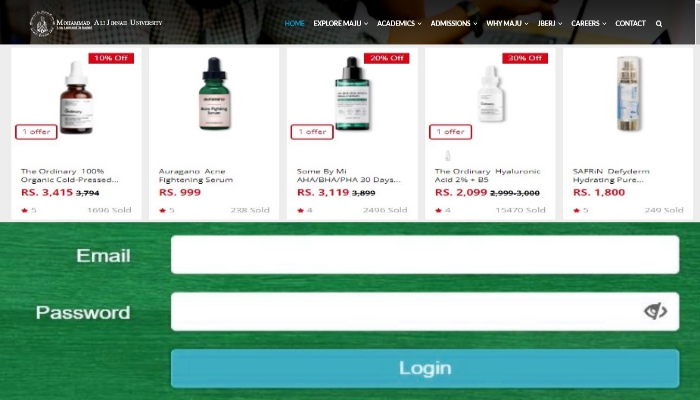 Mohammad Ali Jinnah University
HOME EXPLORE MAJU ACADEMICS ADMISSIONS WHY MAJU JBERJ CAREERS CONTACT
10% Off
20% Off
30% Off
1 offer
1 offer
1 offer
The Ordinary 100% Organic Cold-Pressed...
RS. 3,415 3,794
5 1696 Sold
Auragano Acne Fightening Serum
RS. 999
5 238 Sold
Some By Mi AHA/BHA/PHA 30 Days...
RS. 3,119 3,899
4 2496 Sold
The Ordinary Hyaluronic Acid 2% + B5
RS. 2,099 2,999-3,000
4 15470 Sold
SAFRIN Defyderm Hydrating Pure...
RS. 1,800
5 249 Sold
Email
Password
Login